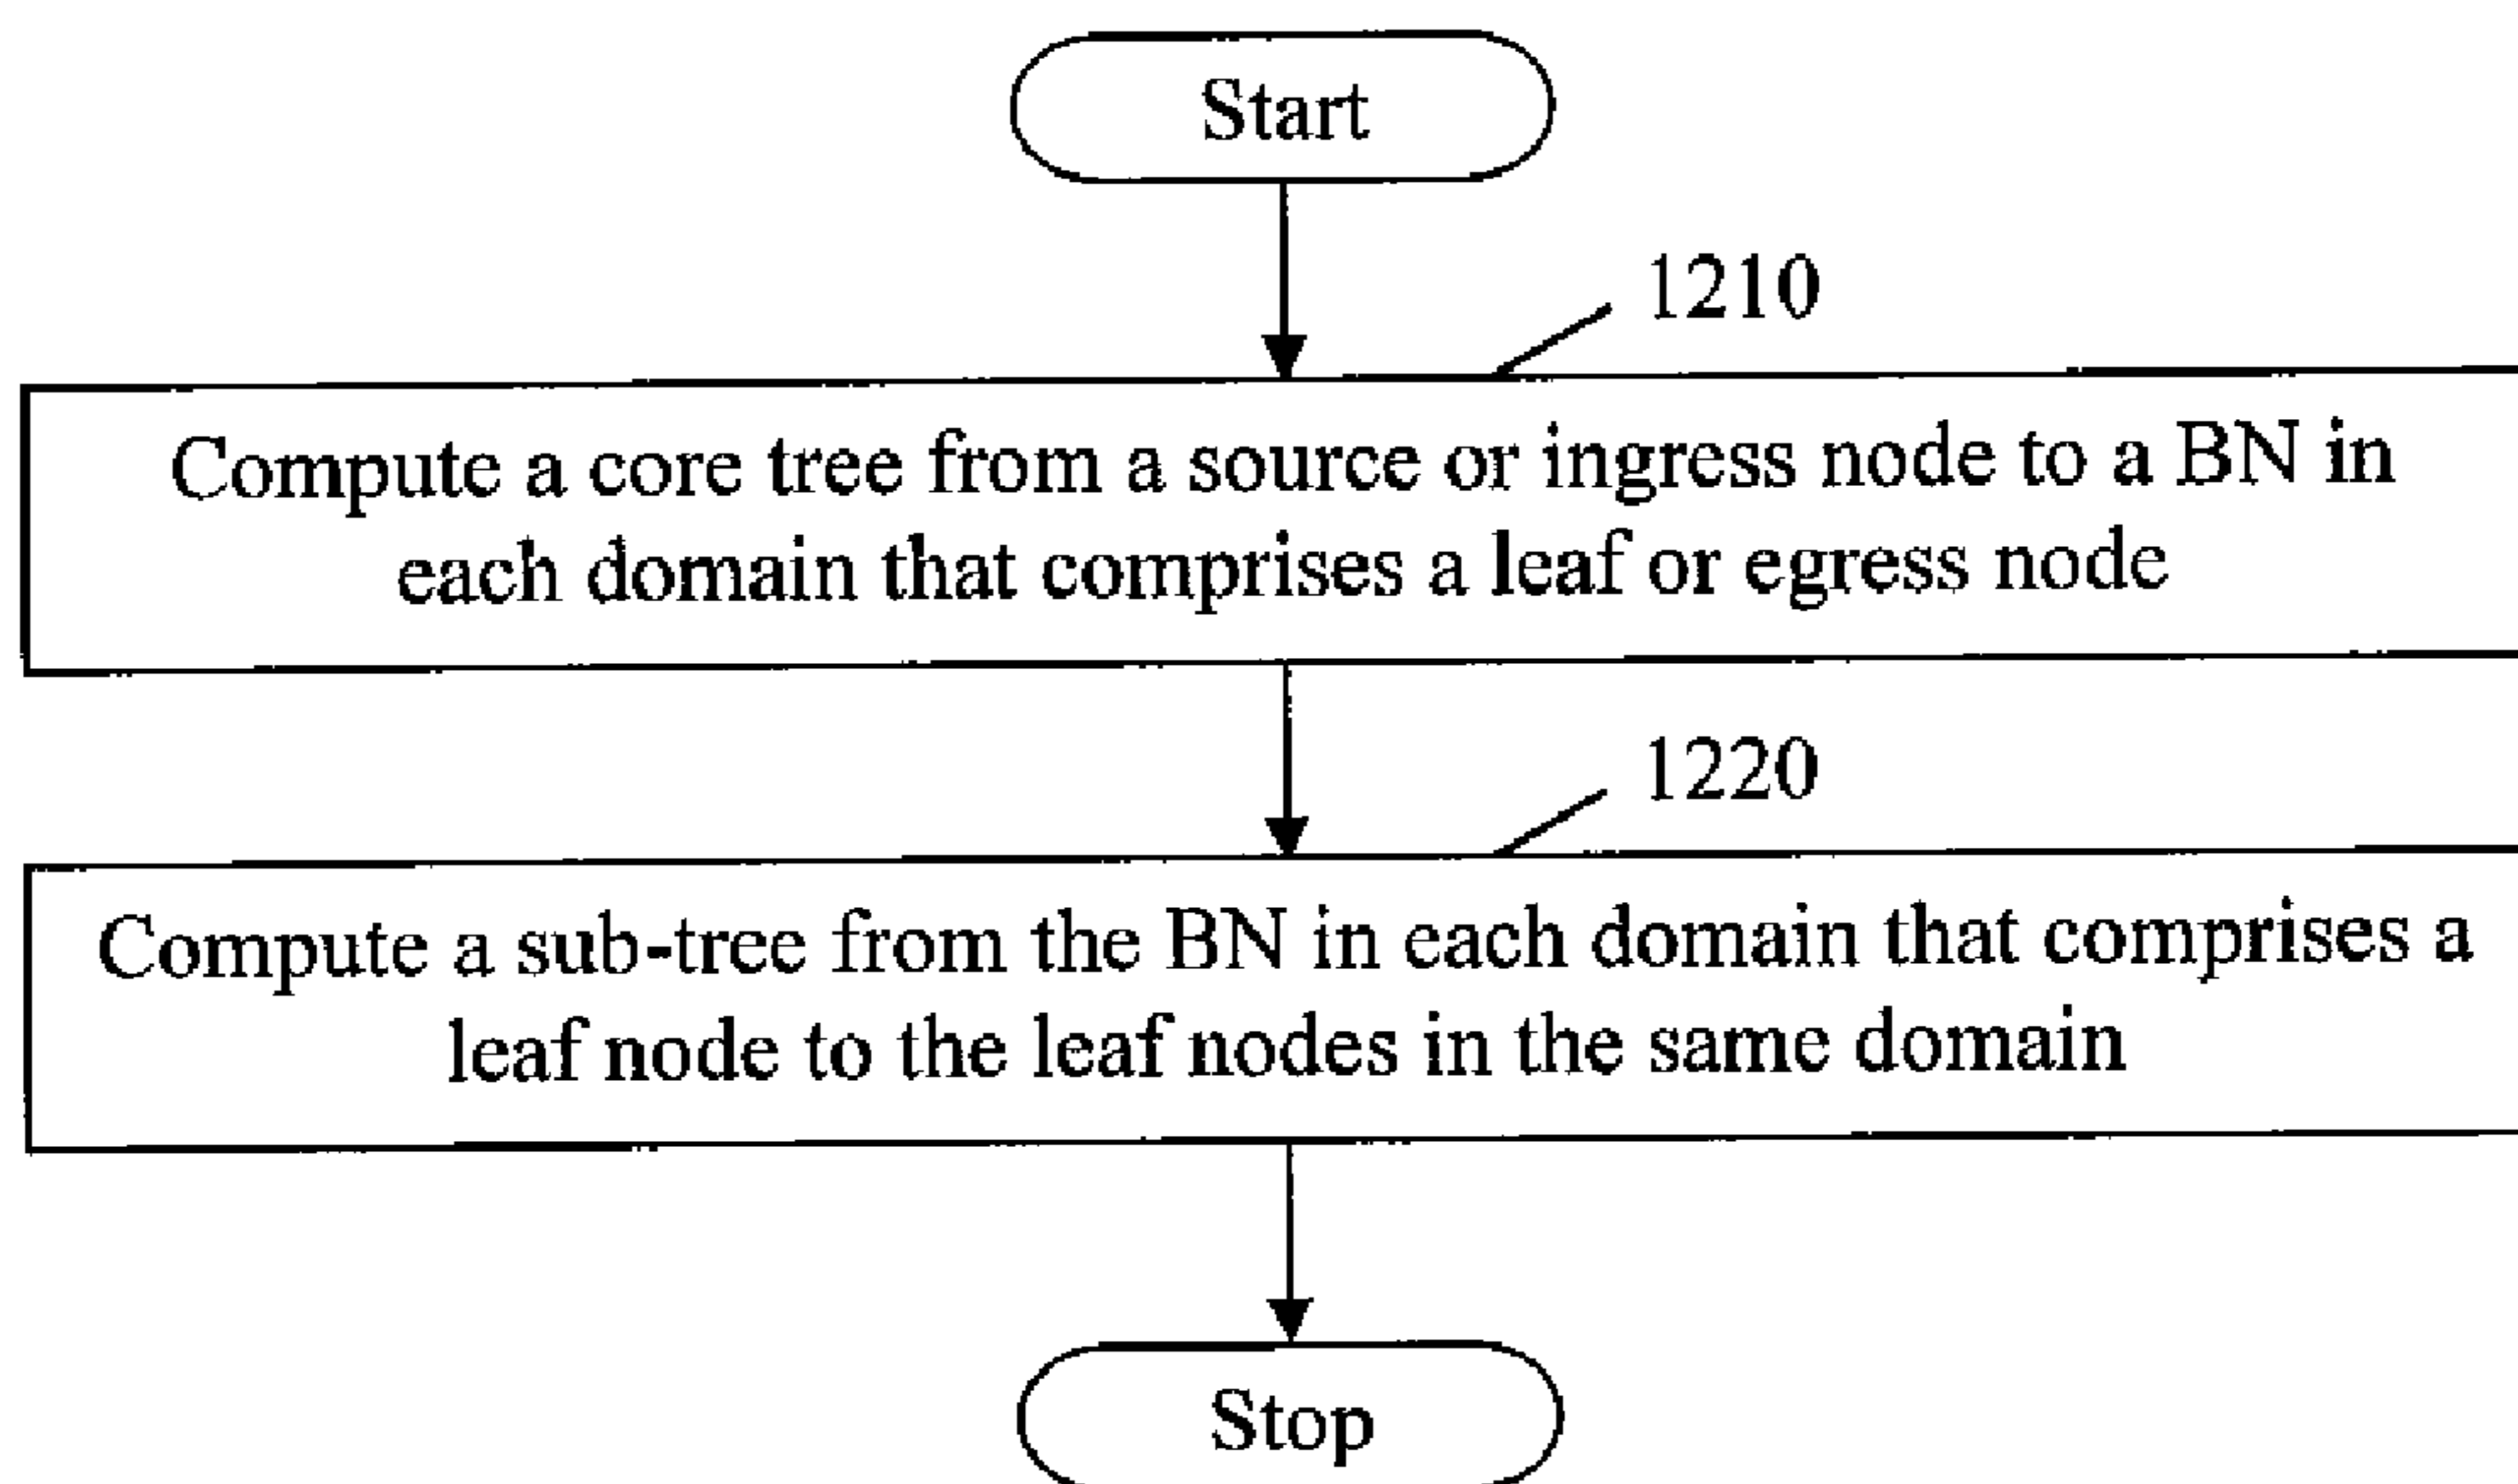 Start
1210
Compute a core tree from a source or ingress node to a BN in
each domain that comprises a leaf or egress node
1220
Compute a sub-tree from the BN in each domain that comprises a
leaf node to the leaf nodes in the same domain
Stop